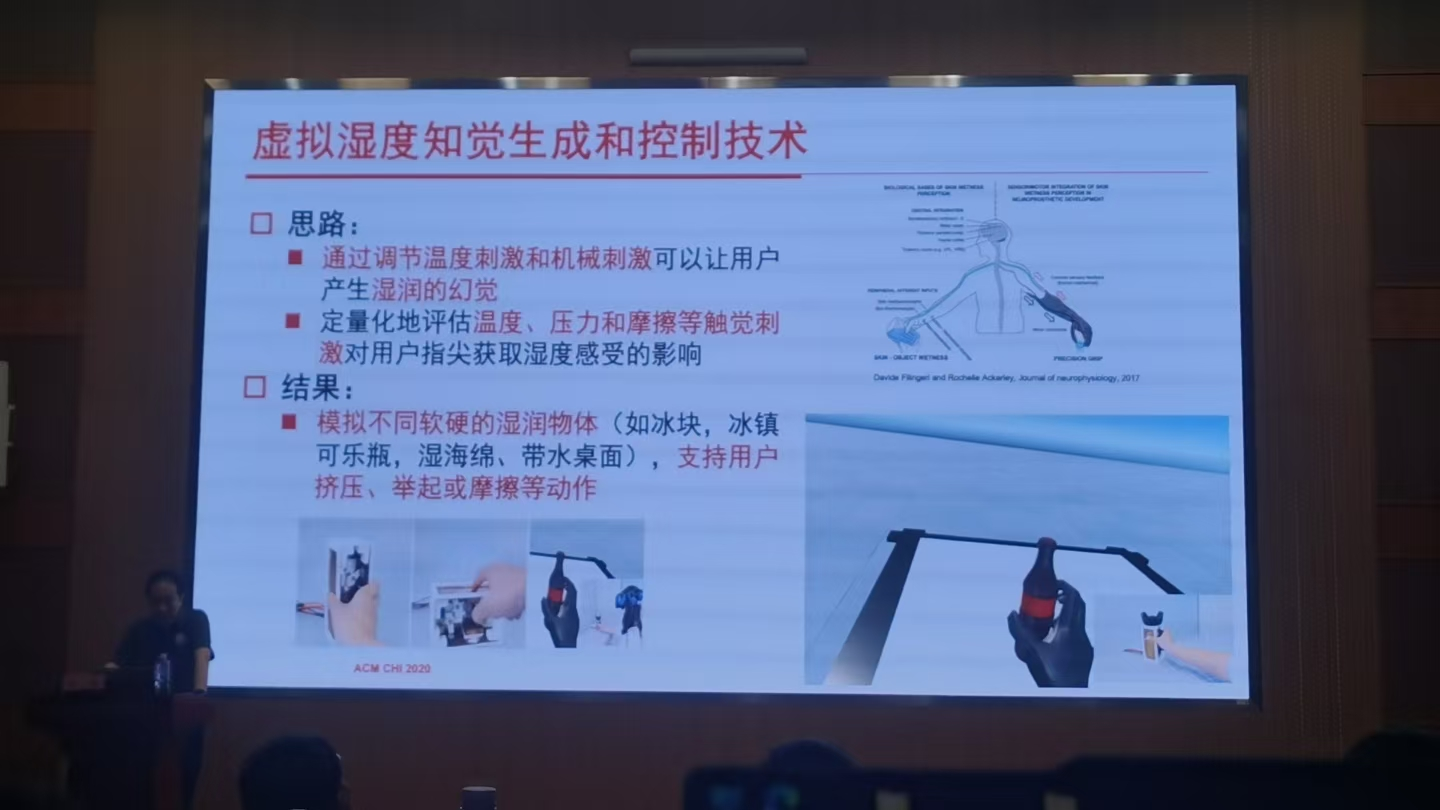 虚拟湿度知觉生成和控制技术
思路：
通过调节温度刺激和机械刺激可以让用户
产生湿润的幻觉
定量化地评估温度、压力和摩擦等触觉刺
激对用户指尖获取湿度感受的影响
结果：
模拟不同软硬的湿润物体（如冰块，冰镇
可乐瓶，湿海绵、带水桌面），支持用户
挤压、举起或摩擦等动作
ACM CHI 2020
BIOLOGICAL BASES OF SKIN WETNESS
PERCEPTION
SENSORIMOTOR INTEGRATION OF SKIN
WETNESS PERCEPTION IN
NEUROPROSTHETIC DEVELOPMENT
SKIN - OBJECT WETNESS
PRECISION GRIP
Davide Filingeri and Rochelle Ackerley, Journal of neurophysiology, 2017